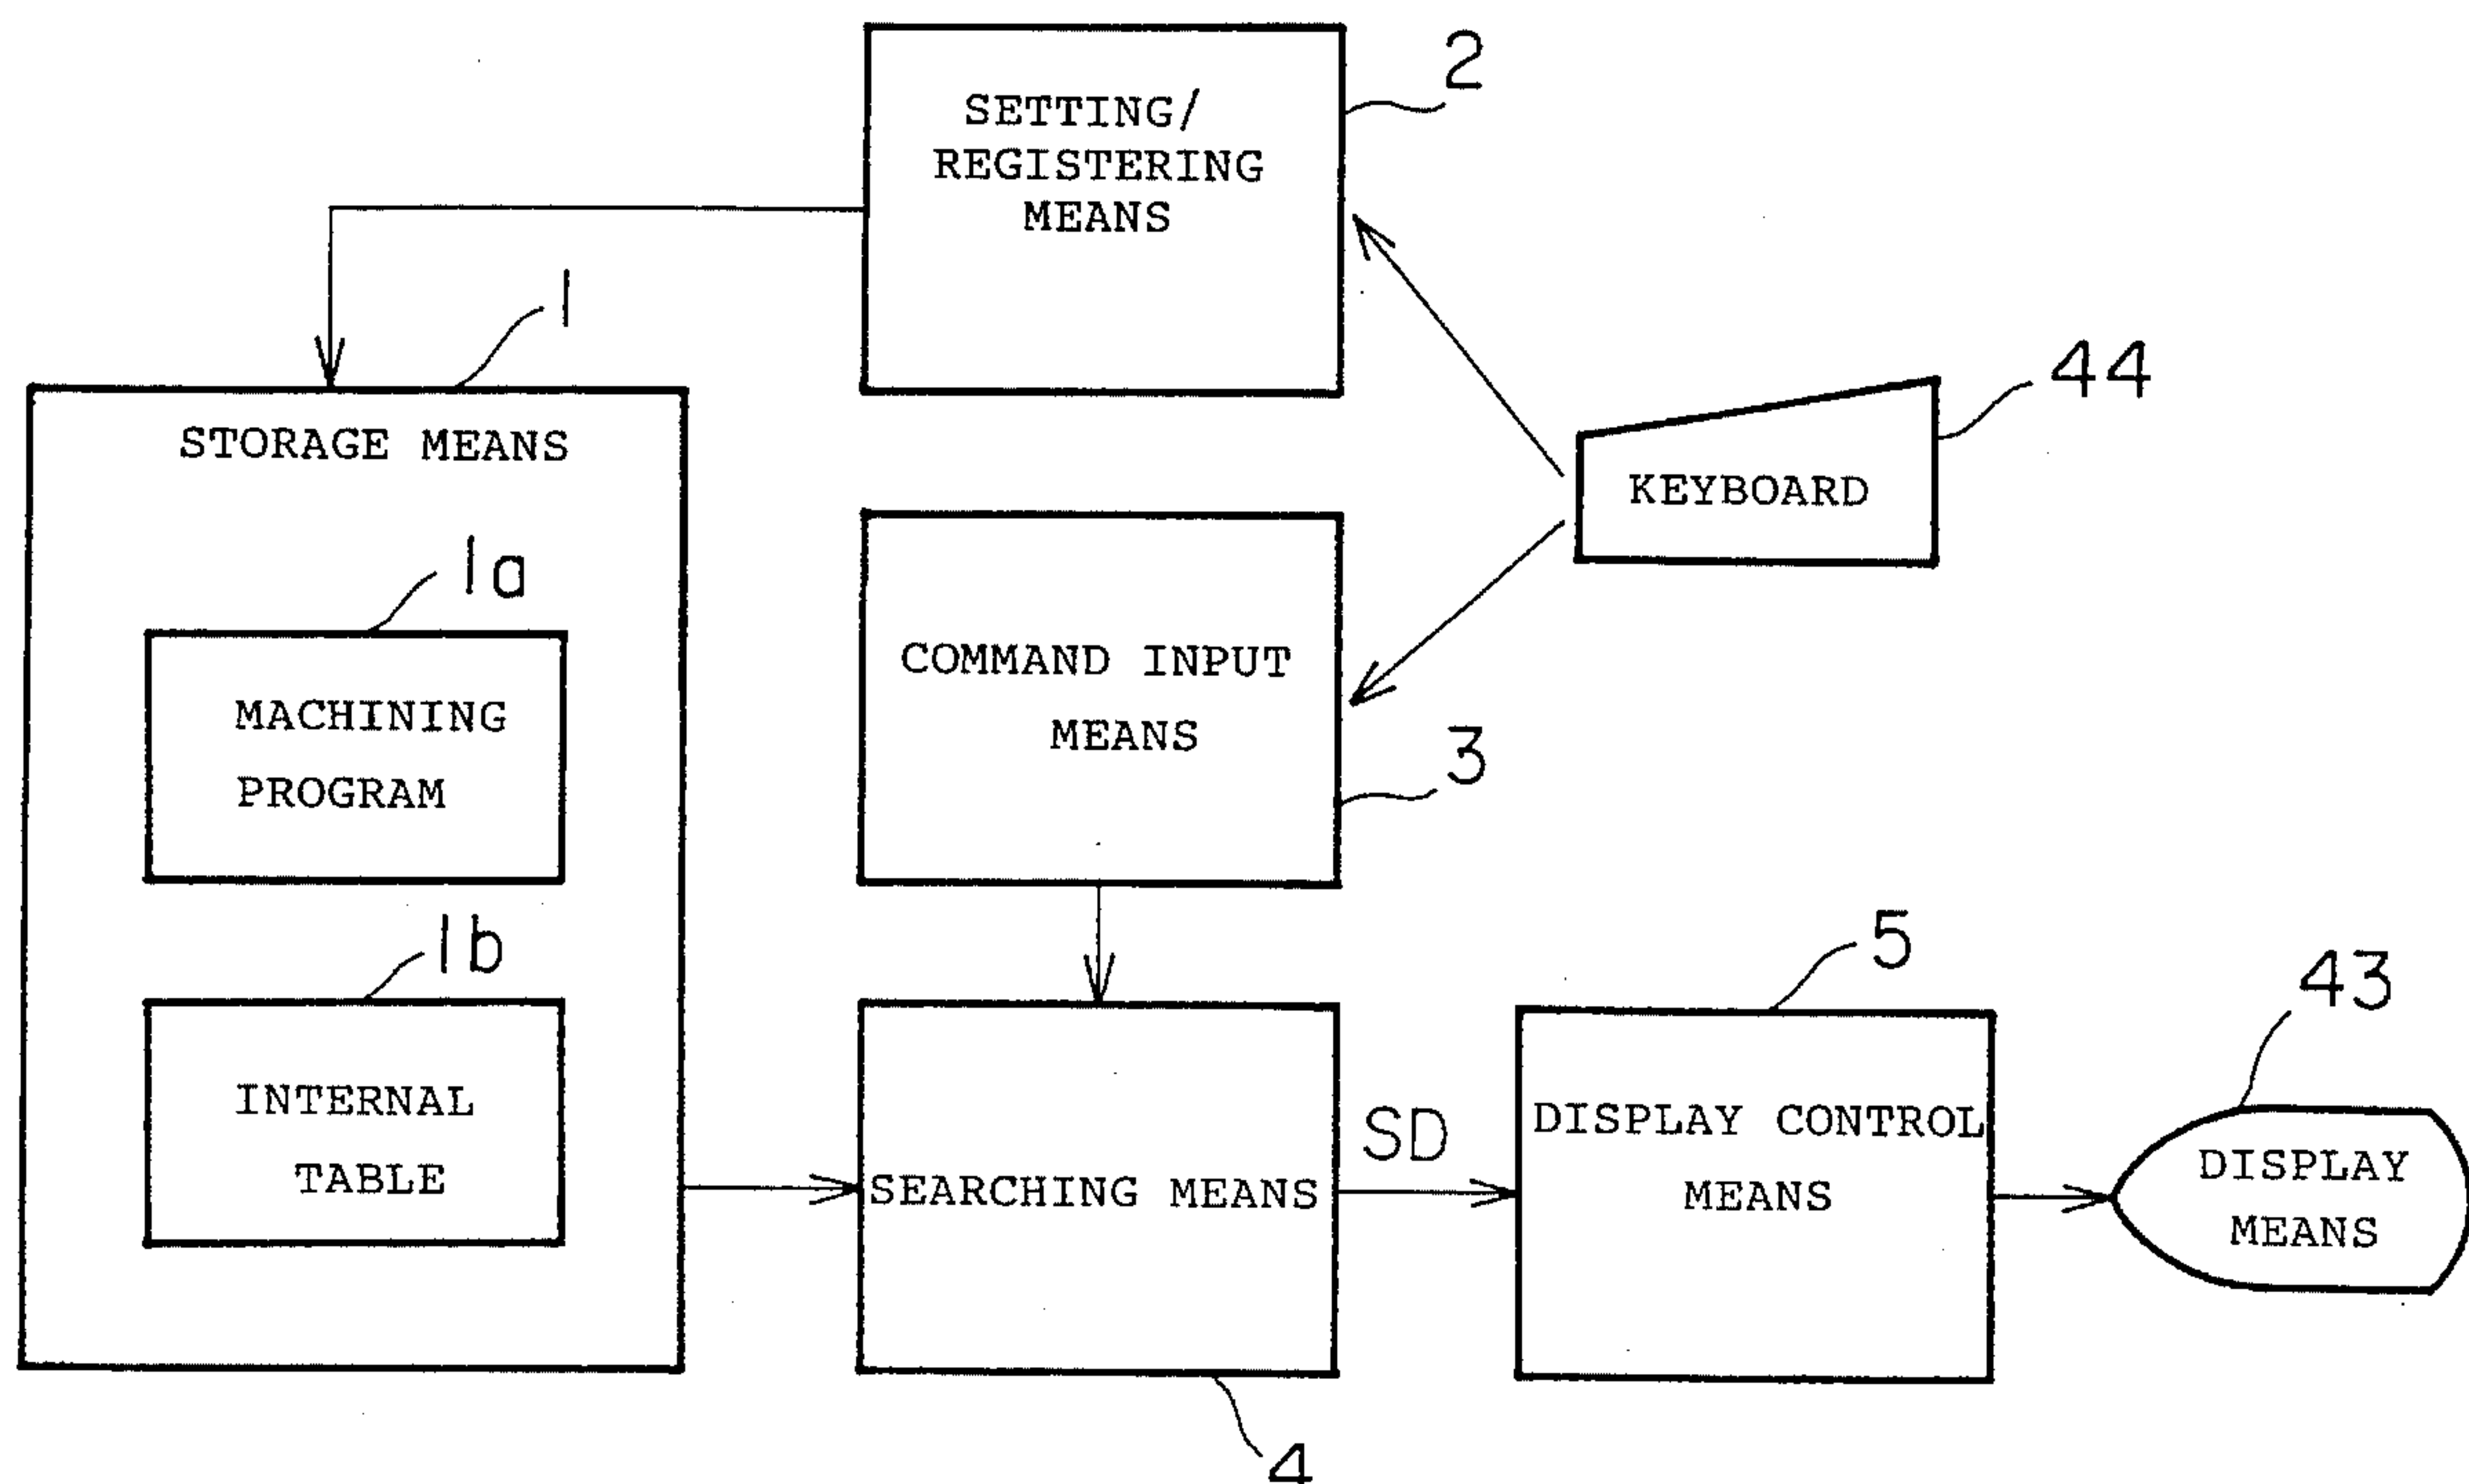 2
SETTING/
REGISTERING
MEANS
1
44
STORAGE MEANS
KEYBOARD
1a
COMMAND INPUT
MEANS
3
MACHINING
PROGRAM
1b
5
43
INTERNAL
TABLE
SEARCHING MEANS
SD
DISPLAY CONTROL
MEANS
DISPLAY
MEANS
4